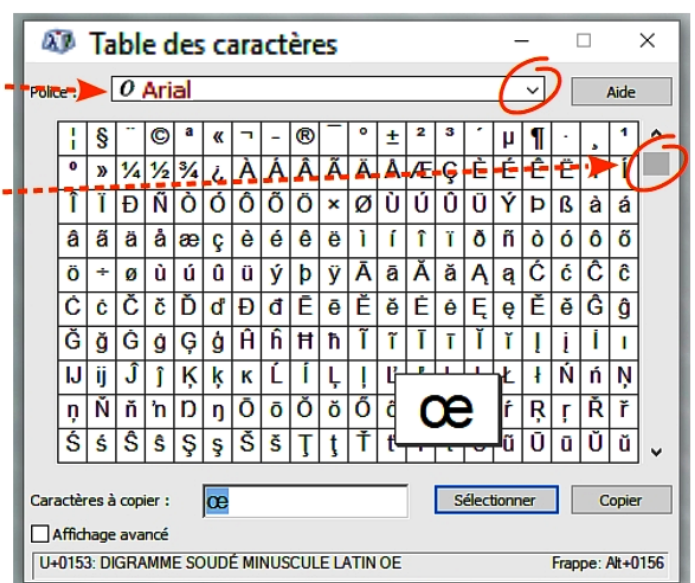 Table des caractères
Police : O Arial Aide
¦ § ¨ © ª « ¬ - ® ¯ ° ± ² ³ ´ µ ¶ · ¸ ¹
º » ¼ ½ ¾ ¿ À Á Â Ã Ä Å Æ Ç È É Ê Ë Í
Î Ï Ð Ñ Ò Ó Ô Õ Ö × Ø Ù Ú Û Ü Ý Þ ß à á
â ã ä å æ ç è é ê ë ì í î ï ð ñ ò ó ô õ
ö ÷ ø ù ú û ü ý þ ÿ Ā ā Ă ă Ą ą Ć ć Ĉ ĉ
Ċ ċ Č č Ď ď Đ đ Ē ē Ĕ ĕ Ė ė Ę ę Ě ě Ĝ ĝ
Ğ ğ Ġ ġ Ģ ģ Ĥ ĥ Ħ ħ Ĩ ĩ Ī ī Ĭ ĭ Į į İ ı
Ĳ ĳ Ĵ ĵ Ķ ķ ĸ Ĺ ĺ Ļ ļ Ł ł Ń ń Ņ
ņ Ň ň ŉ Ŋ ŋ Ō ō Ŏ ŏ Ő œ Ŗ ŗ Ř ř
Ś ś Ŝ ŝ Ş ş Š š Ţ ţ Ť ũ Ū ū Ŭ ŭ
Caractères à copier : œ Sélectionner Copier
Affichage avancé
U+0153: DIGRAMME SOUDÉ MINUSCULE LATIN OE Frappe: Alt+0156